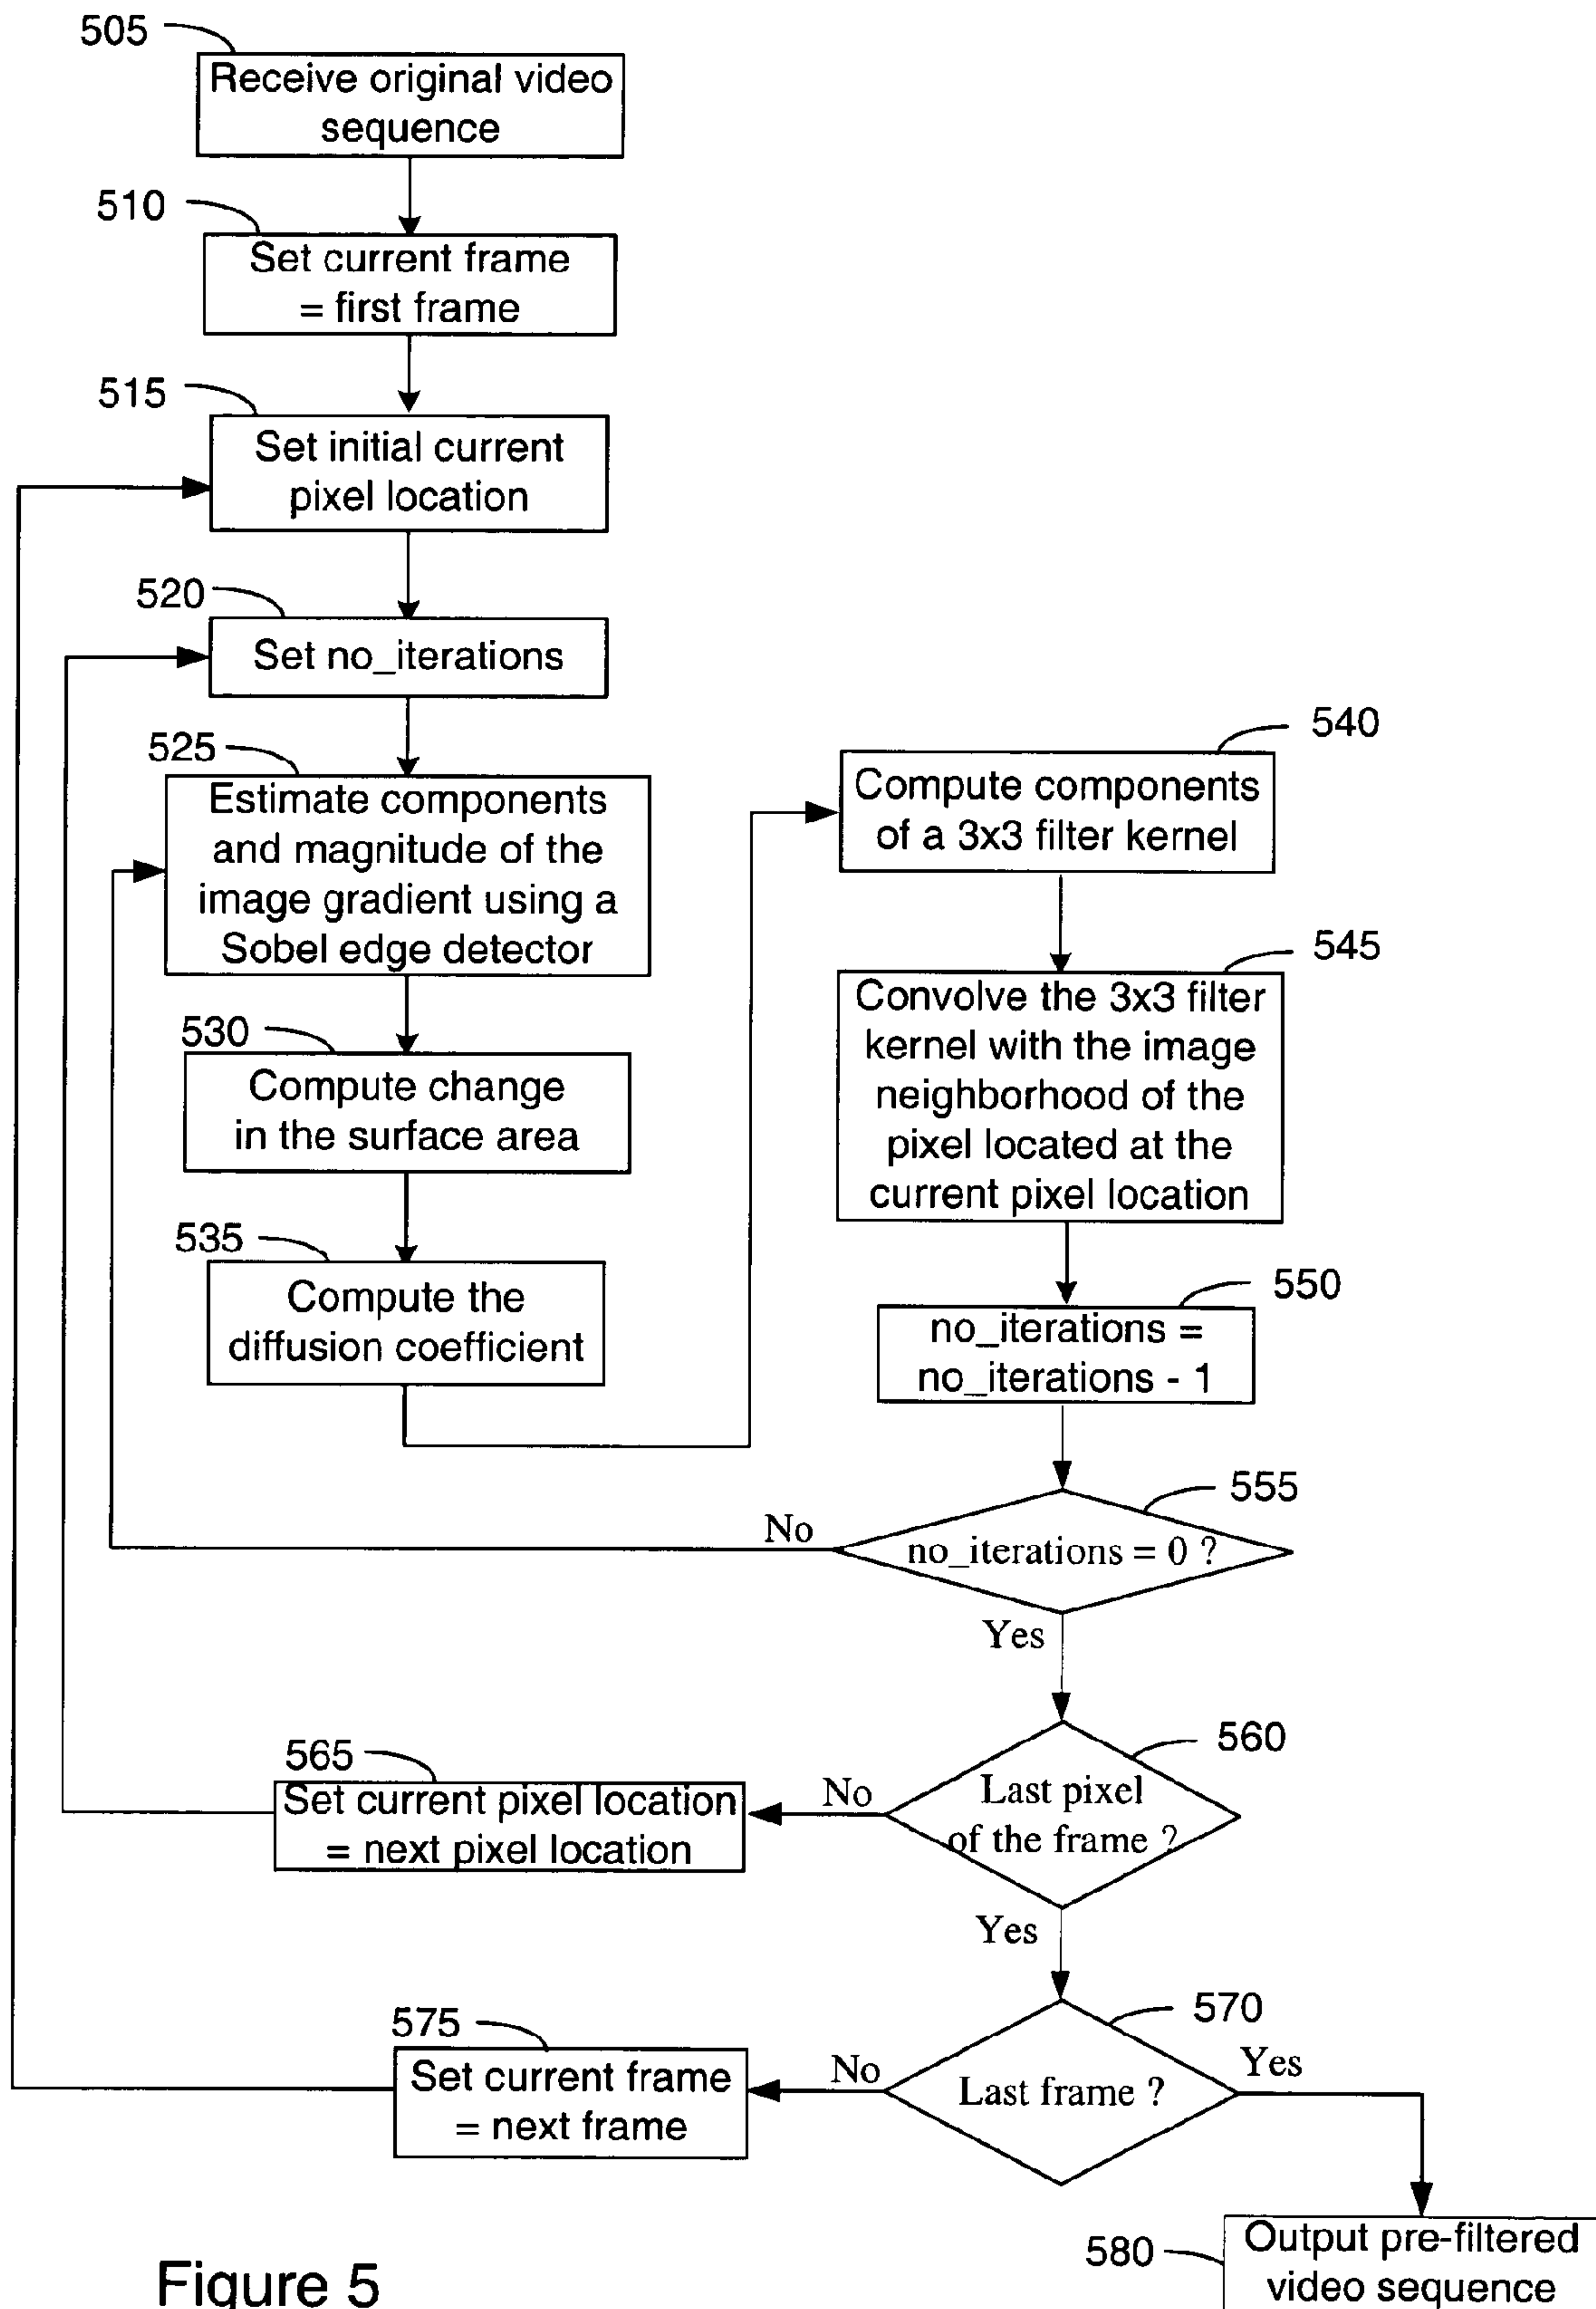 505
Receive original video
sequence
510
Set current frame
= first frame
515
Set initial current
pixel location
520
Set no_iterations
525
Estimate components
and magnitude of the
image gradient using a
Sobel edge detector
530
Compute change
in the surface area
535
Compute the
diffusion coefficient
540
Compute components
of a 3x3 filter kernel
545
Convolve the 3x3 filter
kernel with the image
neighborhood of the
pixel located at the
current pixel location
550
no_iterations =
no_iterations - 1
555
No
no_iterations = 0 ?
Yes
560
Last pixel
of the frame ?
No
565
Set current pixel location
= next pixel location
Yes
570
Last frame ?
No
Yes
575
Set current frame
= next frame
580
Output pre-filtered
video sequence
Figure 5